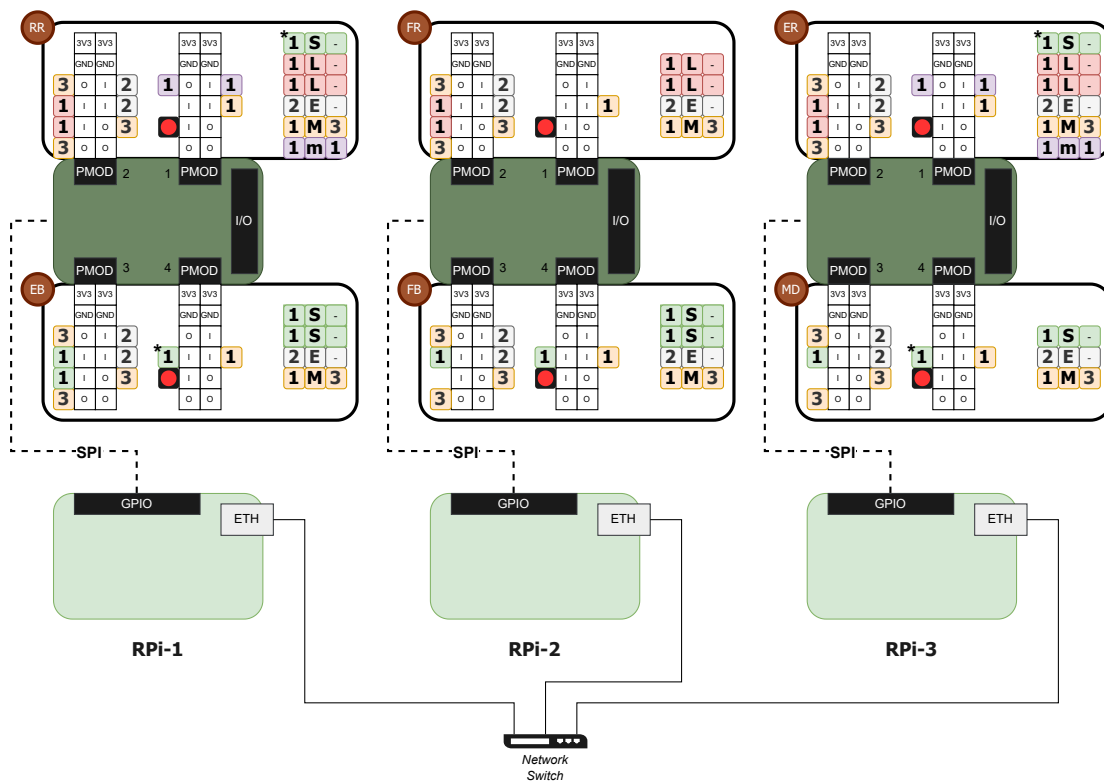 RR
3V3 3V3 3V3 3V3 *1 S -
GND GND GND GND 1 L -
3 O I 2 1 O I 1 1 L -
1 I I 2 I I 1 2 E -
1 I O 3 I O 1 M 3
3 O O O O 1 m 1
PMOD 2 1 PMOD
I/O
PMOD 3 4 PMOD
EB
3V3 3V3 3V3 3V3
GND GND GND GND 1 S -
3 O I 2 O I 1 S -
1 I I 2 *1 I I 1 2 E -
1 I O 3 I O 1 M 3
3 O O O O
SPI
GPIO
ETH
RPi-1
FR
3V3 3V3 3V3 3V3
GND GND GND GND 1 L -
3 O I 2 O I 1 L -
1 I I 2 I I 1 2 E -
1 I O 3 I O 1 M 3
3 O O O O
PMOD 2 1 PMOD
I/O
PMOD 3 4 PMOD
FB
3V3 3V3 3V3 3V3
GND GND GND GND 1 S -
3 O I 2 O I 1 S -
1 I I 2 1 I I 1 2 E -
I O 3 I O 1 M 3
3 O O O O
SPI
GPIO
ETH
RPi-2
ER
3V3 3V3 3V3 3V3 *1 S -
GND GND GND GND 1 L -
3 O I 2 1 O I 1 1 L -
1 I I 2 I I 1 2 E -
1 I O 3 I O 1 M 3
3 O O O O 1 m 1
PMOD 2 1 PMOD
I/O
PMOD 3 4 PMOD
MD
3V3 3V3 3V3 3V3
GND GND GND GND
3 O I 2 O I 1 S -
1 I I 2 *1 I I 1 2 E -
I O 3 I O 1 M 3
3 O O O O
SPI
GPIO
ETH
RPi-3
Network
Switch